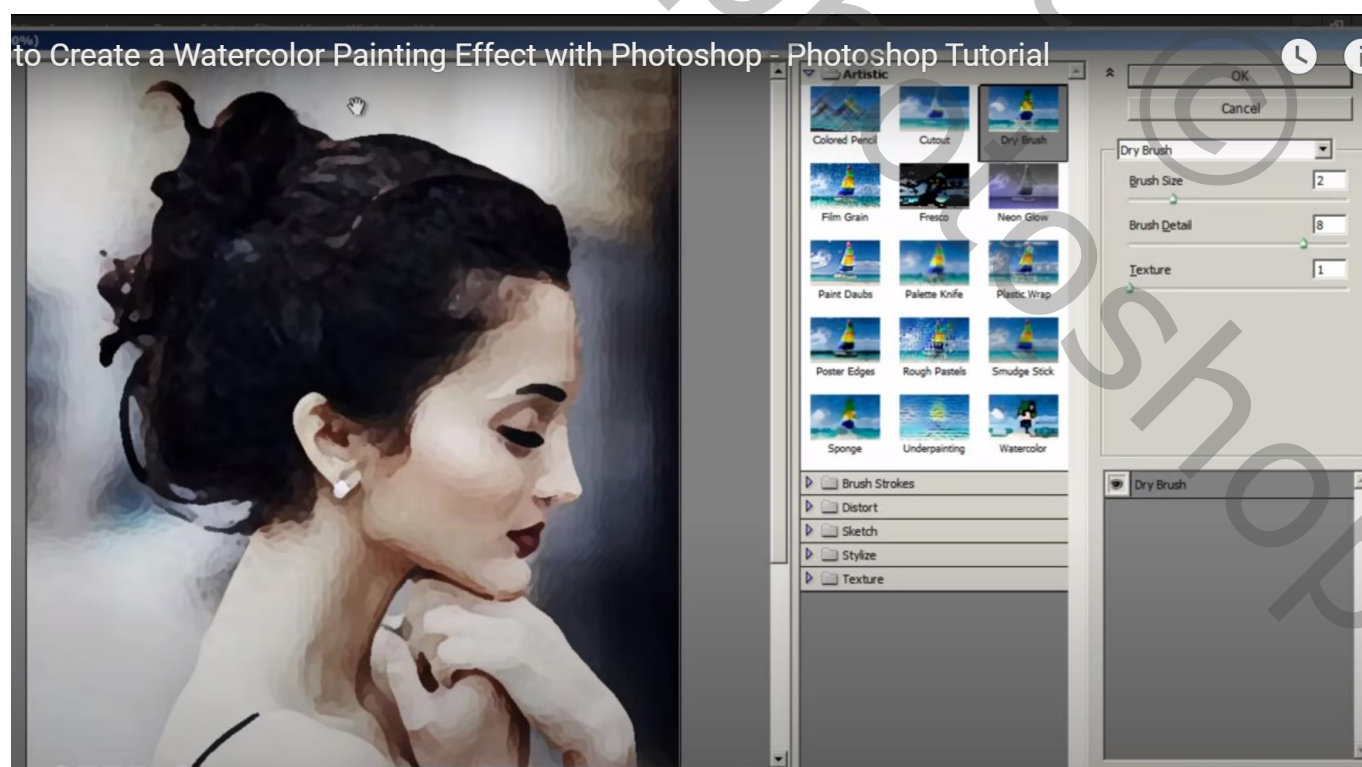 to Create a Watercolor Painting Effect with Photoshop - Photoshop Tutorial
Artistic
Colored Pencil
Cutout
Dry Brush
Film Grain
Fresco
Neon Glow
Paint Daubs
Palette Knife
Plastic Wrap
Poster Edges
Rough Pastels
Smudge Stick
Sponge
Underpainting
Watercolor
Brush Strokes
Distort
Sketch
Stylize
Texture
OK
Cancel
Dry Brush
Brush Size 2
Brush Detail 8
Texture 1
Dry Brush